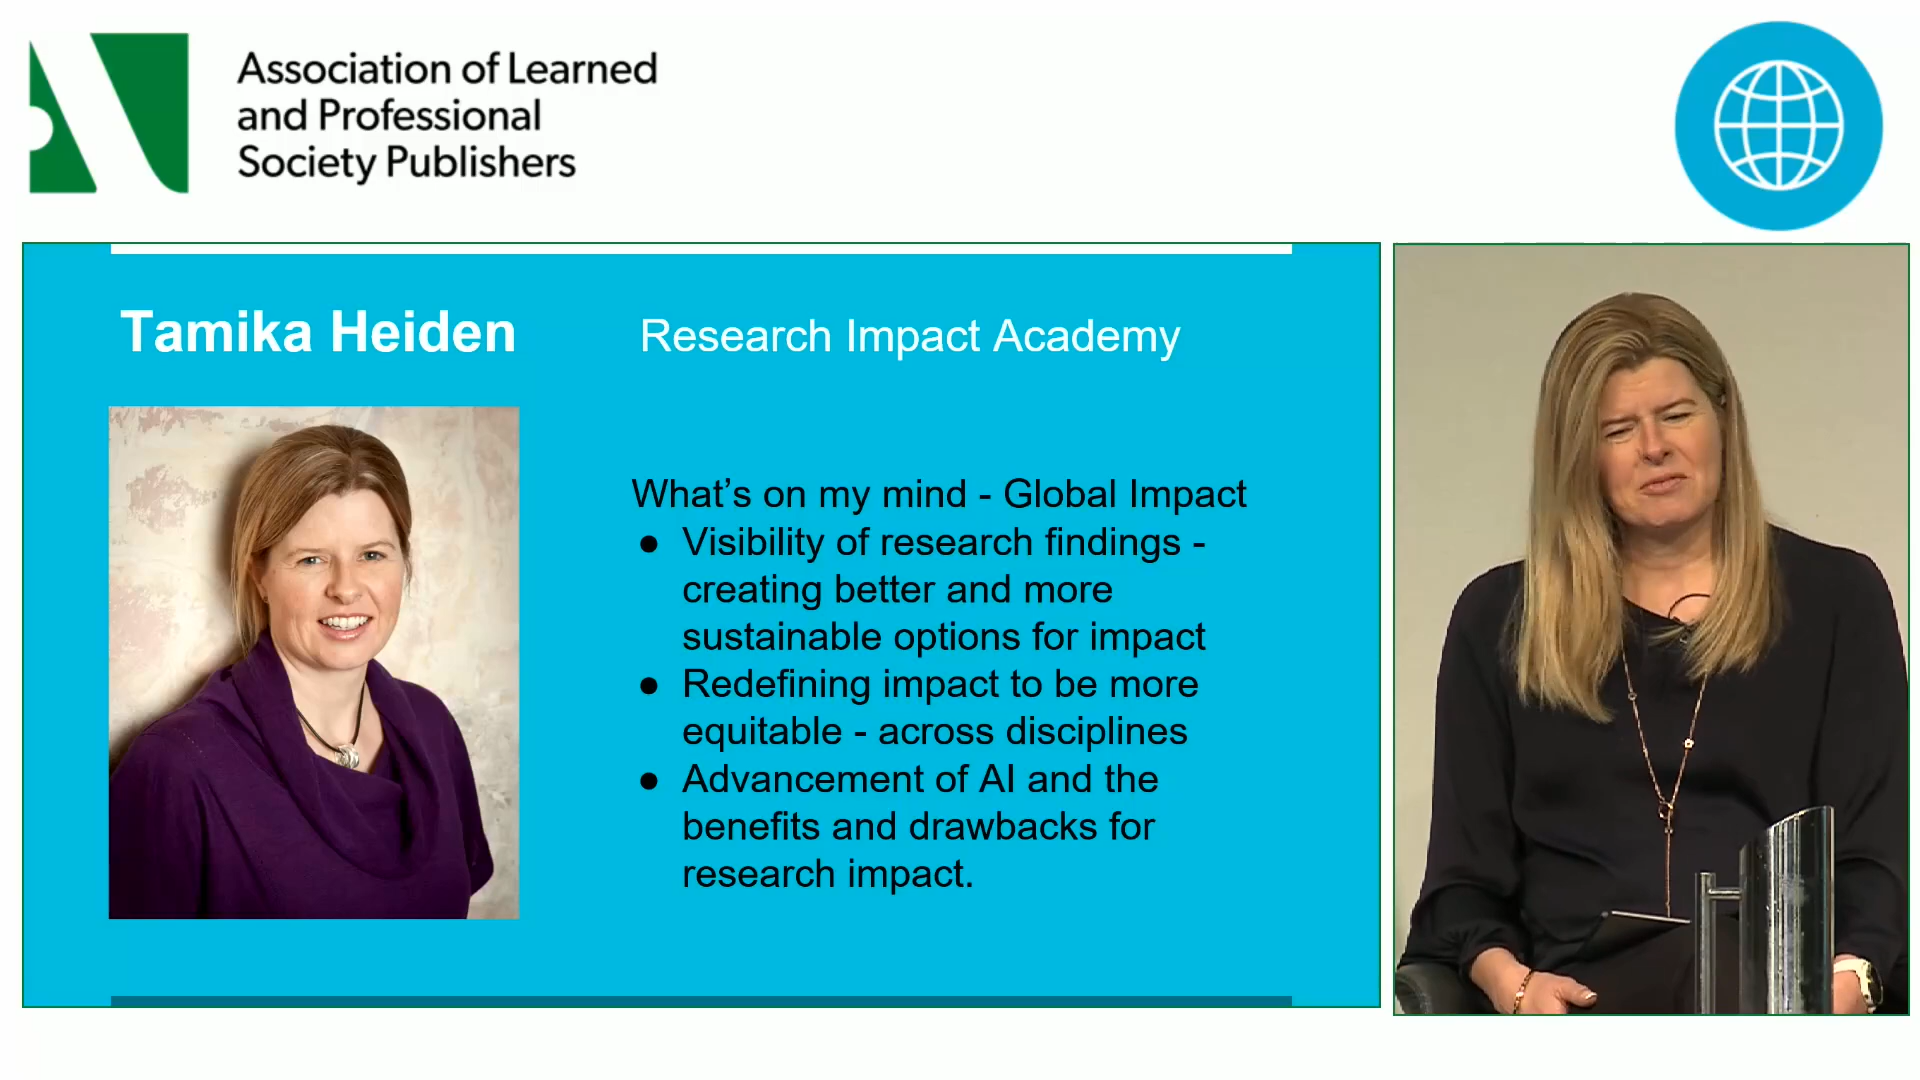 Association of Learned
and Professional
Society Publishers
Tamika Heiden
Research Impact Academy
What’s on my mind - Global Impact
● Visibility of research findings -
creating better and more
sustainable options for impact
● Redefining impact to be more
equitable - across disciplines
● Advancement of AI and the
benefits and drawbacks for
research impact.